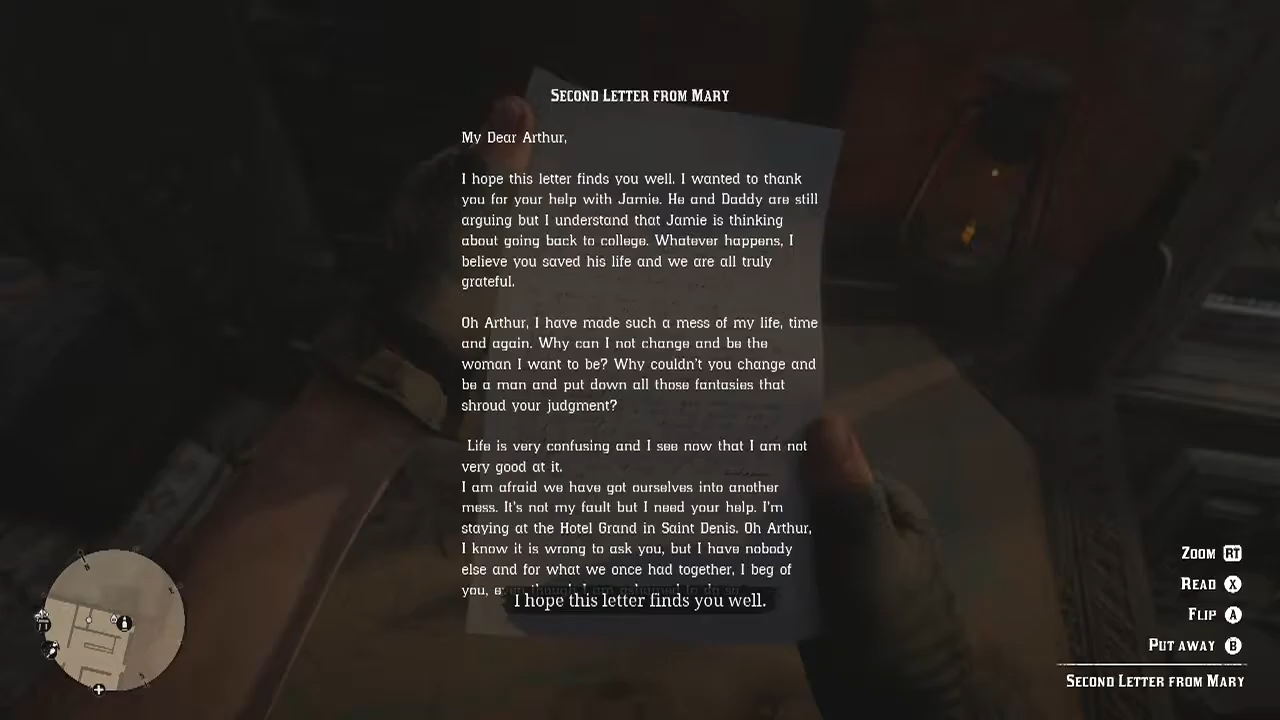 SECOND LETTER FROM MARY
My Dear Arthur,
I hope this letter finds you well. I wanted to thank
you for your help with Jamie. He and Daddy are still
arguing but I understand that Jamie is thinking
about going back to college. Whatever happens, I
believe you saved his life and we are all truly
grateful.
Oh Arthur, I have made such a mess of my life, time
and again. Why can I not change and be the
woman I want to be? Why couldn't you change and
be a man and put down all those fantasies that
shroud your judgment?
Life is very confusing and I see now that I am not
very good at it.
I am afraid we have got ourselves into another
mess. It's not my fault but I need your help. I'm
staying at the Hotel Grand in Saint Denis. Oh Arthur,
I know it is wrong to ask you, but I have nobody
else and for what we once had together, I beg of
you, even though I am ashamed to do so
I hope this letter finds you well.
ZOOM RT
READ X
FLIP A
PUT AWAY B
SECOND LETTER FROM MARY